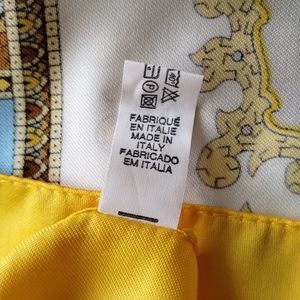 FABRIQUÉ
EN ITALIE
MADE IN
ITALY
FABRICADO
EM ITALIA